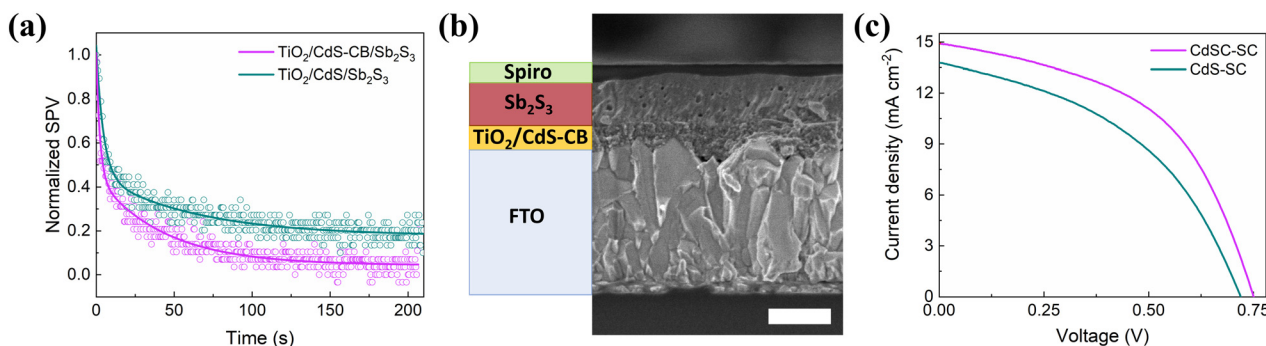 (a)
Normalized SPV
1.0
0.8
0.6
0.4
0.2
0.0
TiO₂/CdS-CB/Sb₂S₃
TiO₂/CdS/Sb₂S₃
0
50
100
150
200
Time (s)
(b)
Spiro
Sb₂S₃
TiO₂/CdS-CB
FTO
(c)
Current density (mA cm⁻²)
15
12
9
6
3
0
CdSC-SC
CdS-SC
0.00
0.25
0.50
0.75
Voltage (V)